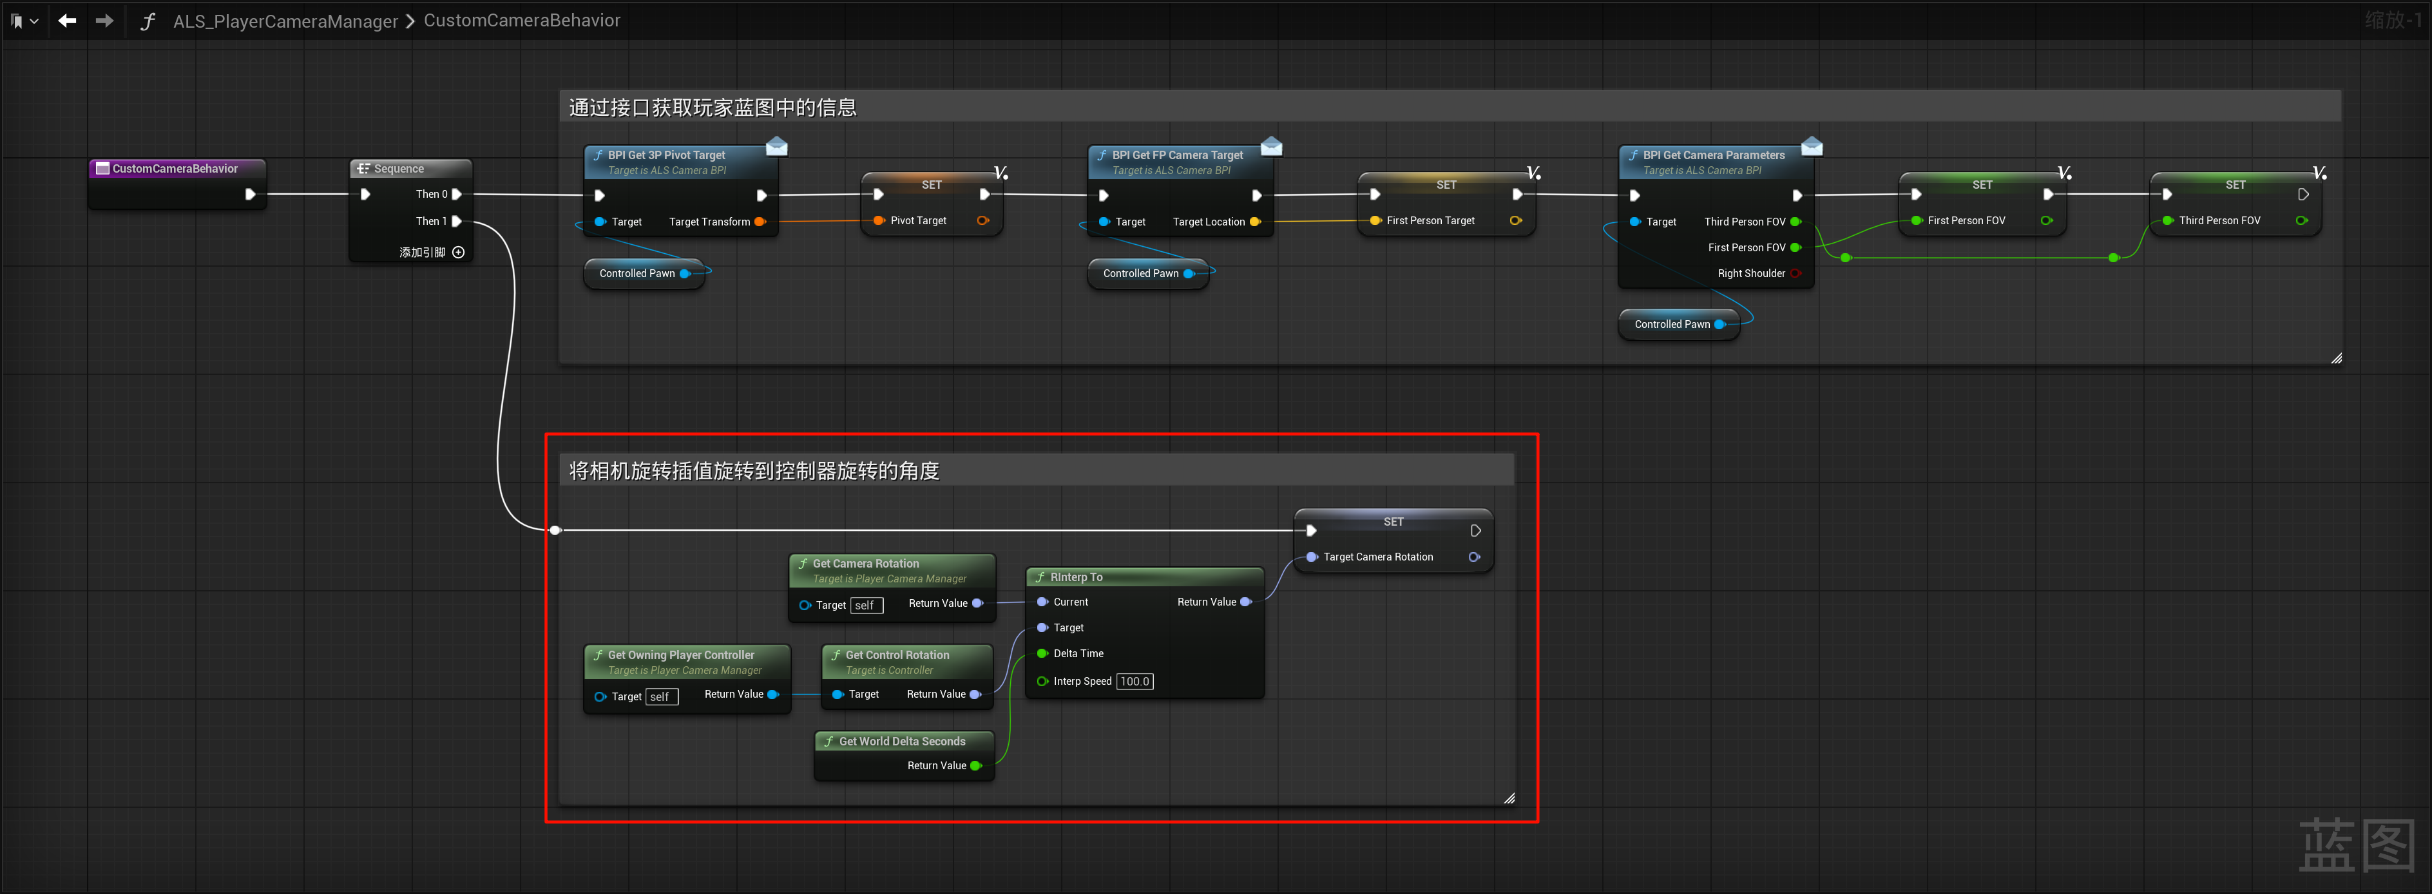 ALS_PlayerCameraManager > CustomCameraBehavior
缩放-1
通过接口获取玩家蓝图中的信息
CustomCameraBehavior
Sequence
Then 0
Then 1
添加引脚
BPI Get 3P Pivot Target
Target is ALS Camera BPI
Target
Target Transform
Controlled Pawn
SET
Pivot Target
BPI Get FP Camera Target
Target is ALS Camera BPI
Target
Target Location
Controlled Pawn
SET
First Person Target
BPI Get Camera Parameters
Target is ALS Camera BPI
Target
Third Person FOV
First Person FOV
Right Shoulder
Controlled Pawn
SET
First Person FOV
SET
Third Person FOV
将相机旋转插值旋转到控制器旋转的角度
Get Camera Rotation
Target is Player Camera Manager
Target self
Return Value
Get Owning Player Controller
Target is Player Camera Manager
Target self
Return Value
Get Control Rotation
Target is Controller
Target
Return Value
Get World Delta Seconds
Return Value
RInterp To
Current
Return Value
Target
Delta Time
Interp Speed 100.0
SET
Target Camera Rotation
蓝图